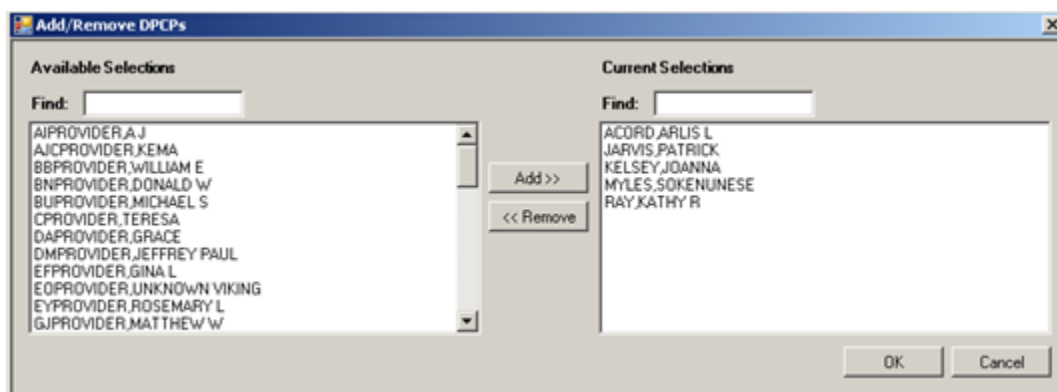 Add/Remove DPCPs
Available Selections
Find:
AIPROVIDER,A J
AJCPROVIDER,KEMA
BBPROVIDER,WILLIAM E
BNPROVIDER,DONALD W
BUPROVIDER,MICHAEL S
CPROVIDER,TERESA
DAPROVIDER,GRACE
DMPROVIDER,JEFFREY PAUL
EFPROVIDER,GINA L
EOPROVIDER,UNKNOWN VIKING
EYPROVIDER,ROSEMARY L
GJPROVIDER,MATTHEW W
Add >>
<< Remove
Current Selections
Find:
ACORD,ARLIS L
JARVIS,PATRICK
KELSEY,JOANNA
MYLES,SOKENUNESE
RAY,KATHY R
OK
Cancel